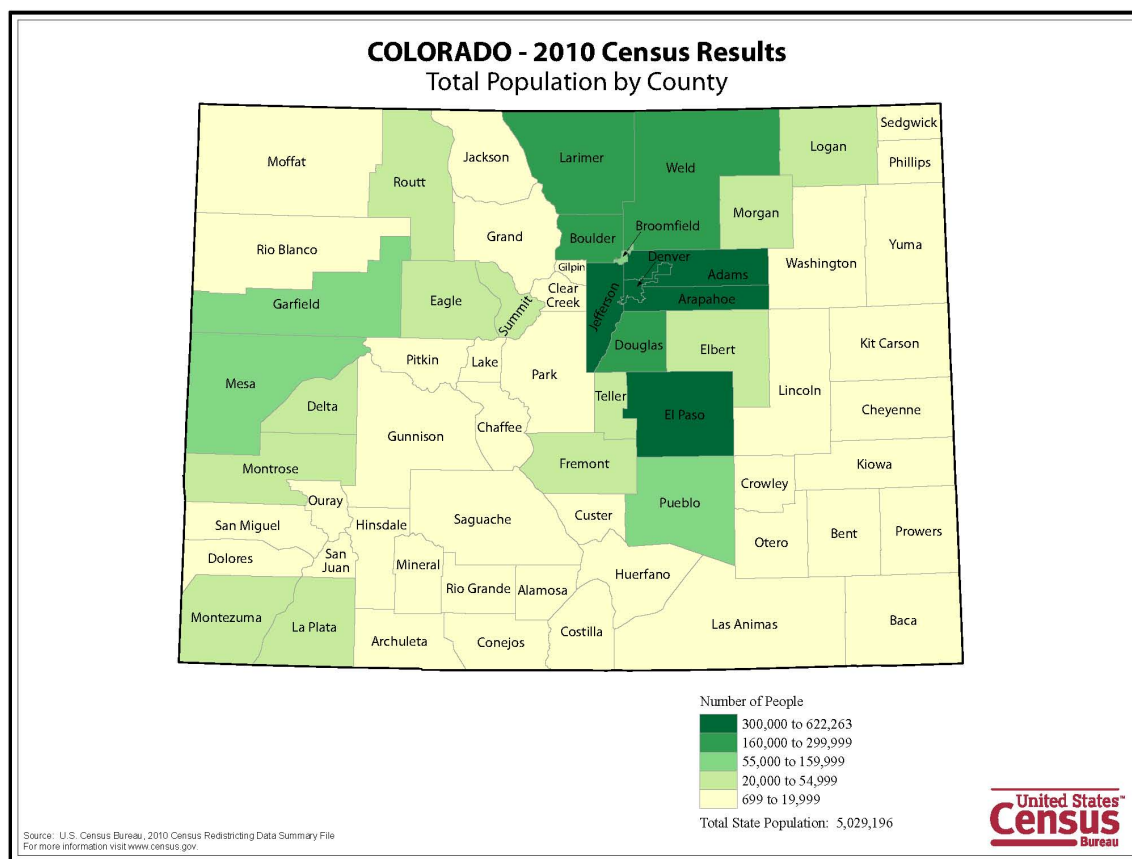 COLORADO - 2010 Census Results
Total Population by County
Sedgwick
Logan
Moffat
Jackson
Larimer
Weld
Phillips
Routt
Morgan
Rio Blanco
Grand
Boulder
Broomfield
Yuma
Gilpin
Denver
Washington
Adams
Garfield
Eagle
Summit
Clear
Creek
Jefferson
Arapahoe
Pitkin
Lake
Park
Douglas
Elbert
Kit Carson
Mesa
Delta
Teller
Lincoln
El Paso
Cheyenne
Chaffee
Gunnison
Montrose
Fremont
Kiowa
Crowley
Ouray
Pueblo
San Miguel
Hinsdale
Saguache
Custer
Otero
Bent
Prowers
Dolores
San
Juan
Mineral
Huerfano
Rio Grande
Alamosa
Montezuma
La Plata
Costilla
Las Animas
Baca
Archuleta
Conejos
Number of People
300,000 to 622,263
160,000 to 299,999
55,000 to 159,999
20,000 to 54,999
699 to 19,999
Total State Population: 5,029,196
Source: U.S. Census Bureau, 2010 Census Redistricting Data Summary File
For more information visit www.census.gov.
United States™
Census
Bureau